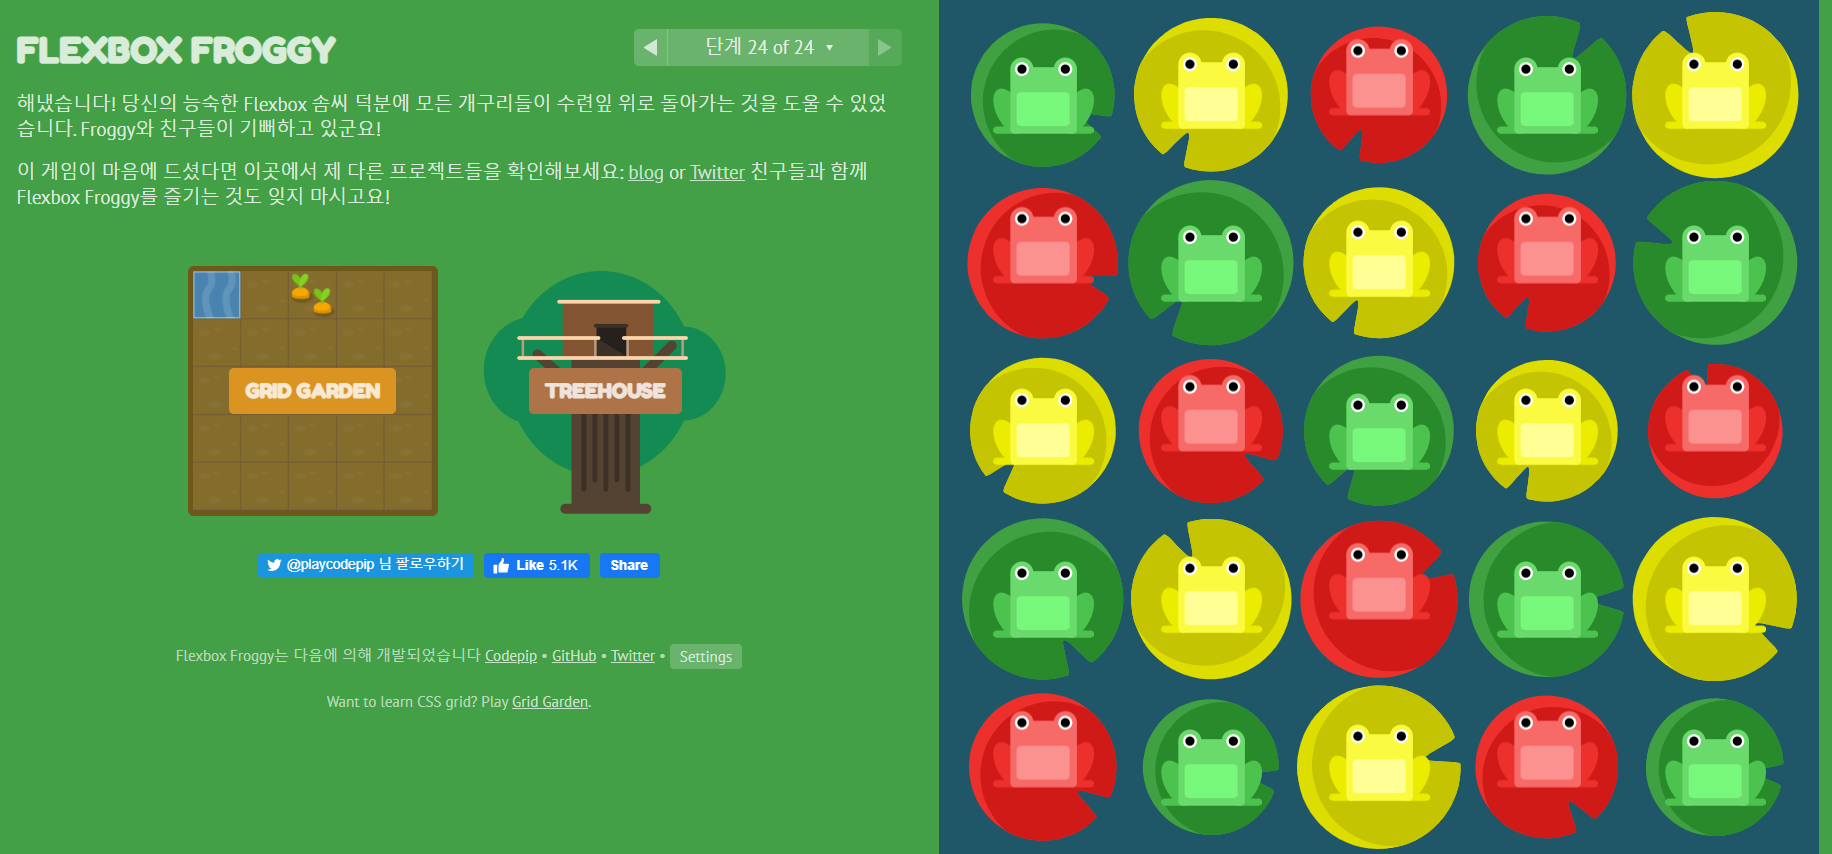 FLEXBOX FROGGY
단계 24 of 24
해냈습니다! 당신의 능숙한 Flexbox 솜씨 덕분에 모든 개구리들이 수련잎 위로 돌아가는 것을 도울 수 있었
습니다. Froggy와 친구들이 기뻐하고 있군요!
이 게임이 마음에 드셨다면 이곳에서 제 다른 프로젝트들을 확인해보세요: blog or Twitter 친구들과 함께
Flexbox Froggy를 즐기는 것도 잊지 마시고요!
GRID GARDEN
TREEHOUSE
@playcodepip 님 팔로우하기
Like 5.1K
Share
Flexbox Froggy는 다음에 의해 개발되었습니다 Codepip • GitHub • Twitter • Settings
Want to learn CSS grid? Play Grid Garden.